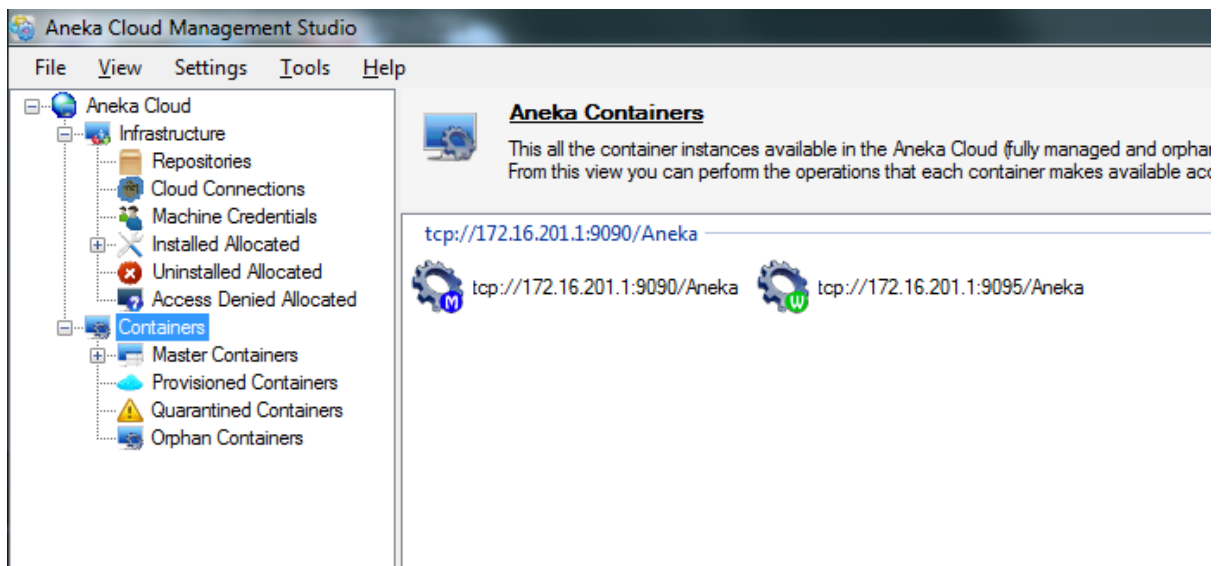 Aneka Cloud Management Studio
File View Settings Tools Help
Aneka Cloud
Infrastructure
Repositories
Cloud Connections
Machine Credentials
Installed Allocated
Uninstalled Allocated
Access Denied Allocated
Containers
Master Containers
Provisioned Containers
Quarantined Containers
Orphan Containers
Aneka Containers
This all the container instances available in the Aneka Cloud (fully managed and
From this view you can perform the operations that each container makes available
tcp://172.16.201.1:9090/Aneka
M tcp://172.16.201.1:9090/Aneka W tcp://172.16.201.1:9095/Aneka